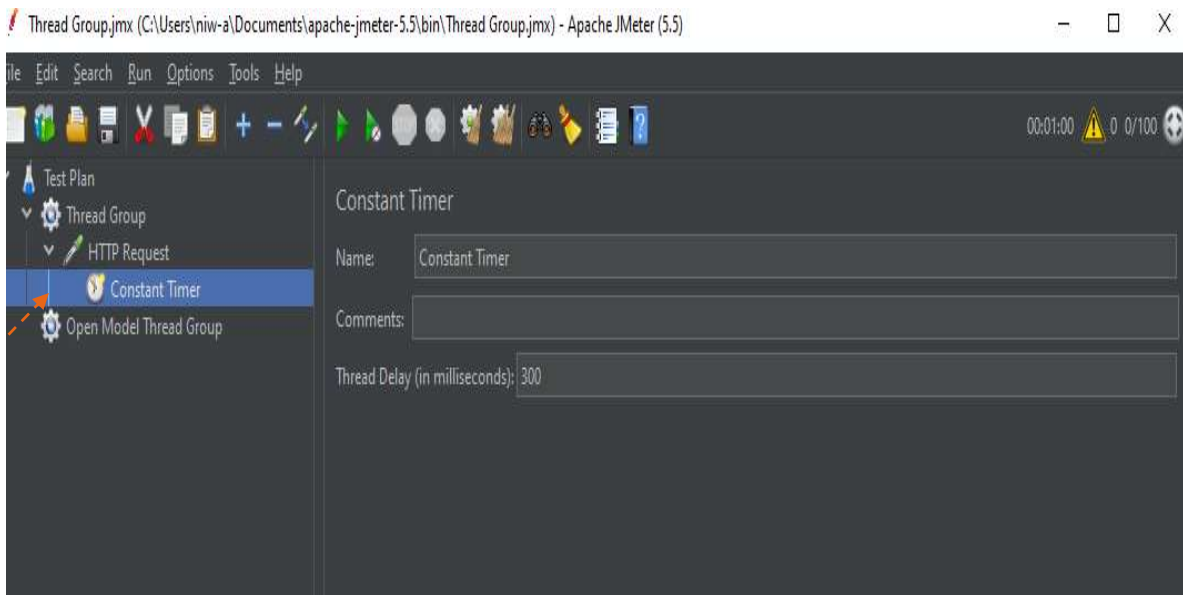 Thread Group.jmx (C:\Users\niw-a\Documents\apache-jmeter-5.5\bin\Thread Group.jmx) - Apache JMeter (5.5)
ile Edit Search Run Options Tools Help
00:01:00 0 0/100
Test Plan
Thread Group
HTTP Request
Constant Timer
Open Model Thread Group
Constant Timer
Name: Constant Timer
Comments:
Thread Delay (in milliseconds): 300